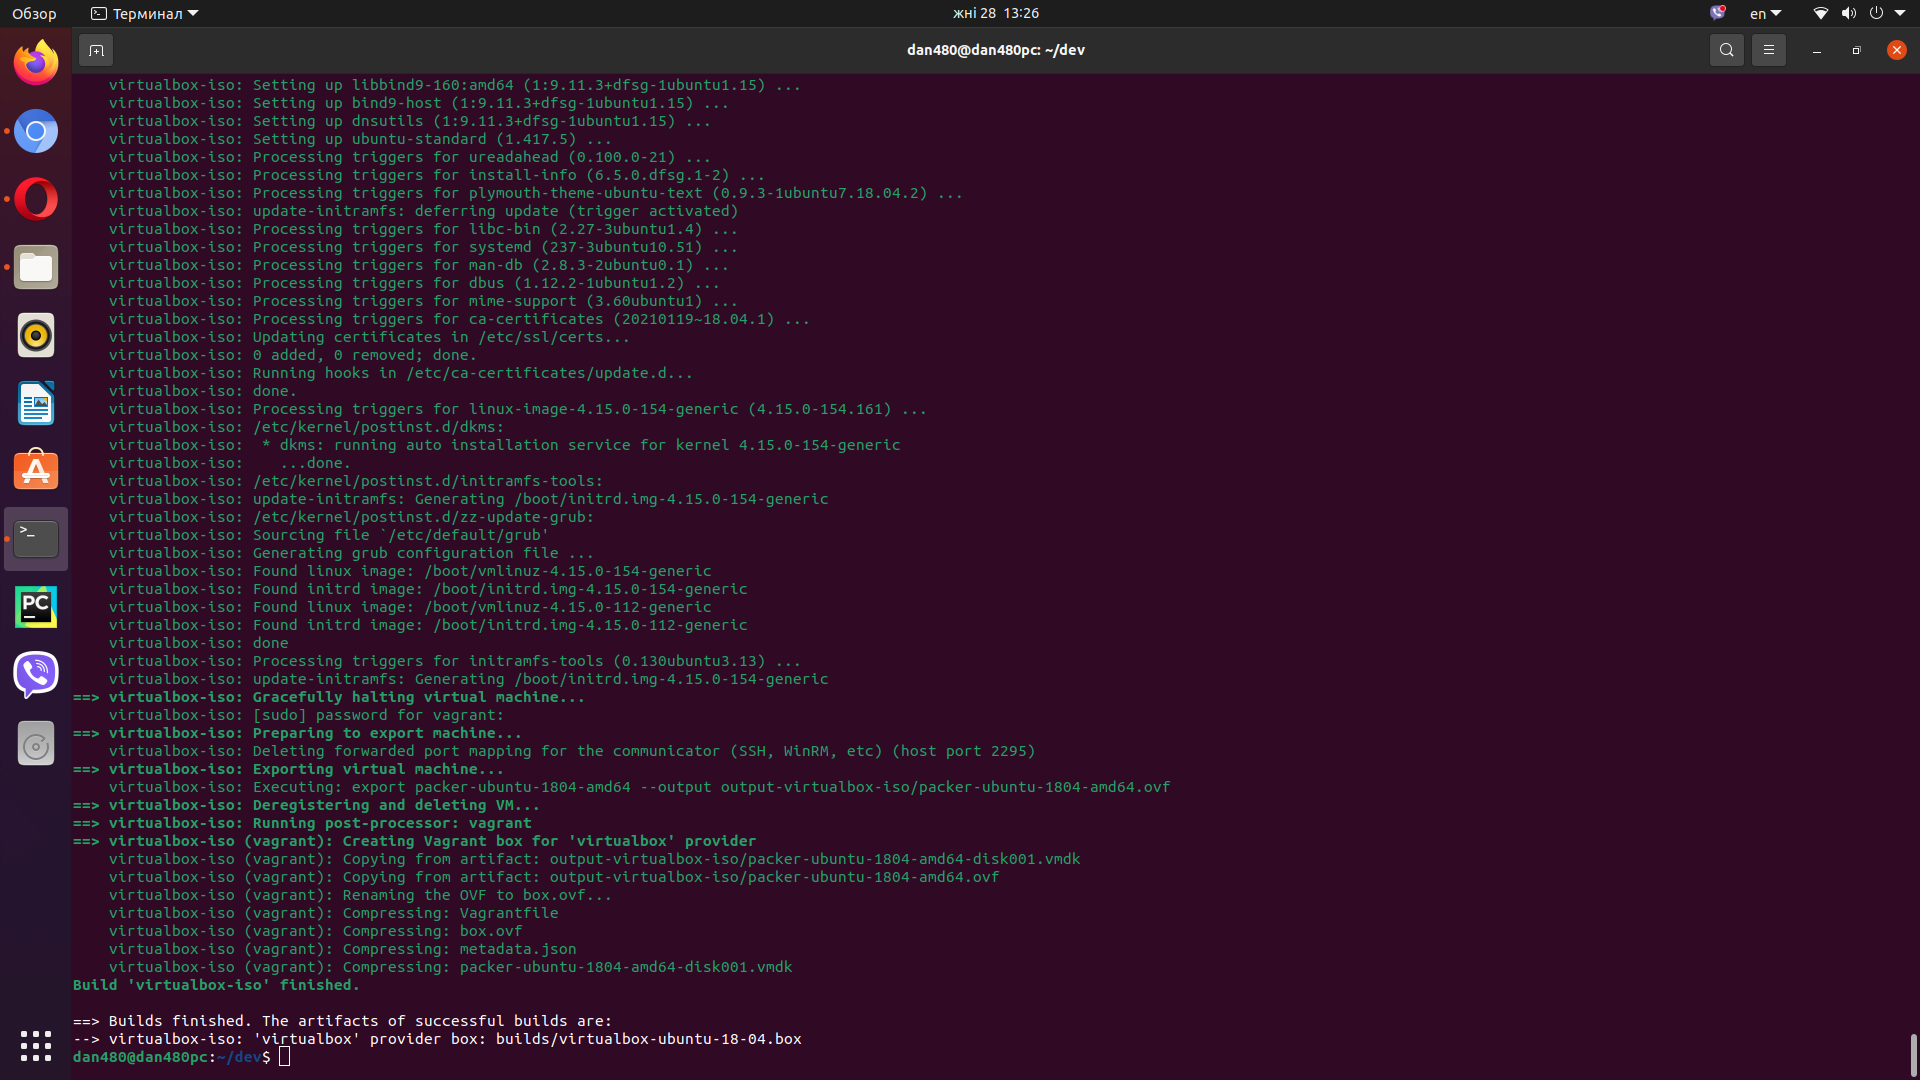 Обзор
Терминал
жні 28 13:26
en
dan480@dan480pc: ~/dev
virtualbox-iso: Setting up libbind9-160:amd64 (1:9.11.3+dfsg-1ubuntu1.15) ...
virtualbox-iso: Setting up bind9-host (1:9.11.3+dfsg-1ubuntu1.15) ...
virtualbox-iso: Setting up dnsutils (1:9.11.3+dfsg-1ubuntu1.15) ...
virtualbox-iso: Setting up ubuntu-standard (1.417.5) ...
virtualbox-iso: Processing triggers for ureadahead (0.100.0-21) ...
virtualbox-iso: Processing triggers for install-info (6.5.0.dfsg.1-2) ...
virtualbox-iso: Processing triggers for plymouth-theme-ubuntu-text (0.9.3-1ubuntu7.18.04.2) ...
virtualbox-iso: update-initramfs: deferring update (trigger activated)
virtualbox-iso: Processing triggers for libc-bin (2.27-3ubuntu1.4) ...
virtualbox-iso: Processing triggers for systemd (237-3ubuntu10.51) ...
virtualbox-iso: Processing triggers for man-db (2.8.3-2ubuntu0.1) ...
virtualbox-iso: Processing triggers for dbus (1.12.2-1ubuntu1.2) ...
virtualbox-iso: Processing triggers for mime-support (3.60ubuntu1) ...
virtualbox-iso: Processing triggers for ca-certificates (20210119~18.04.1) ...
virtualbox-iso: Updating certificates in /etc/ssl/certs...
virtualbox-iso: 0 added, 0 removed; done.
virtualbox-iso: Running hooks in /etc/ca-certificates/update.d...
virtualbox-iso: done.
virtualbox-iso: Processing triggers for linux-image-4.15.0-154-generic (4.15.0-154.161) ...
virtualbox-iso: /etc/kernel/postinst.d/dkms:
virtualbox-iso:  * dkms: running auto installation service for kernel 4.15.0-154-generic
virtualbox-iso:    ...done.
virtualbox-iso: /etc/kernel/postinst.d/initramfs-tools:
virtualbox-iso: update-initramfs: Generating /boot/initrd.img-4.15.0-154-generic
virtualbox-iso: /etc/kernel/postinst.d/zz-update-grub:
virtualbox-iso: Sourcing file `/etc/default/grub'
virtualbox-iso: Generating grub configuration file ...
virtualbox-iso: Found linux image: /boot/vmlinuz-4.15.0-154-generic
virtualbox-iso: Found initrd image: /boot/initrd.img-4.15.0-154-generic
virtualbox-iso: Found linux image: /boot/vmlinuz-4.15.0-112-generic
virtualbox-iso: Found initrd image: /boot/initrd.img-4.15.0-112-generic
virtualbox-iso: done
virtualbox-iso: Processing triggers for initramfs-tools (0.130ubuntu3.13) ...
virtualbox-iso: update-initramfs: Generating /boot/initrd.img-4.15.0-154-generic
==> virtualbox-iso: Gracefully halting virtual machine...
virtualbox-iso: [sudo] password for vagrant:
==> virtualbox-iso: Preparing to export machine...
virtualbox-iso: Deleting forwarded port mapping for the communicator (SSH, WinRM, etc) (host port 2295)
==> virtualbox-iso: Exporting virtual machine...
virtualbox-iso: Executing: export packer-ubuntu-1804-amd64 --output output-virtualbox-iso/packer-ubuntu-1804-amd64.ovf
==> virtualbox-iso: Deregistering and deleting VM...
==> virtualbox-iso: Running post-processor: vagrant
==> virtualbox-iso (vagrant): Creating Vagrant box for 'virtualbox' provider
virtualbox-iso (vagrant): Copying from artifact: output-virtualbox-iso/packer-ubuntu-1804-amd64-disk001.vmdk
virtualbox-iso (vagrant): Copying from artifact: output-virtualbox-iso/packer-ubuntu-1804-amd64.ovf
virtualbox-iso (vagrant): Renaming the OVF to box.ovf...
virtualbox-iso (vagrant): Compressing: Vagrantfile
virtualbox-iso (vagrant): Compressing: box.ovf
virtualbox-iso (vagrant): Compressing: metadata.json
virtualbox-iso (vagrant): Compressing: packer-ubuntu-1804-amd64-disk001.vmdk
Build 'virtualbox-iso' finished.
==> Builds finished. The artifacts of successful builds are:
--> virtualbox-iso: 'virtualbox' provider box: builds/virtualbox-ubuntu-18-04.box
dan480@dan480pc:~/dev$
>_
PC